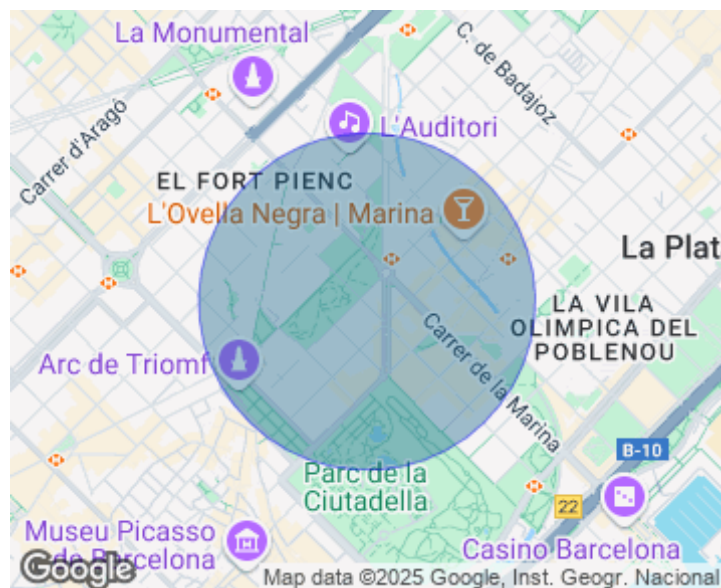 La Monumental
C. de Badajoz
Carrer d'Aragó
L'Auditori
EL FORT PIENC
L'Ovella Negra | Marina
La Plat
LA VILA
OLIMPICA DEL
POBLENOU
Carrer de la Marina
Arc de Triomf
B-10
Parc de la
Ciutadella
22
Museu Picasso
de Barcelona
Casino Barcelona
Google
Map data ©2025 Google, Inst. Geogr. Nacional